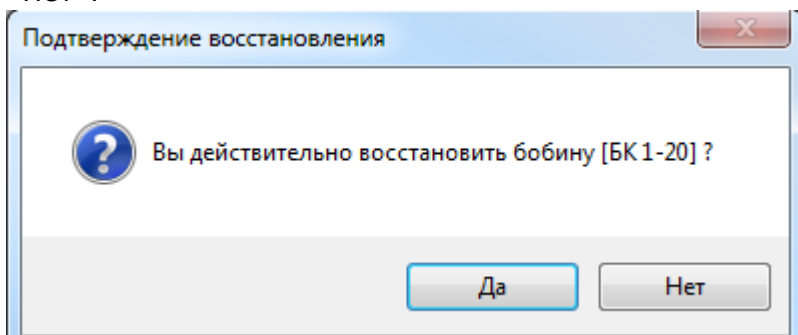 Подтверждение восстановления
Вы действительно восстановить бобину [БК 1-20] ?
Да
Нет